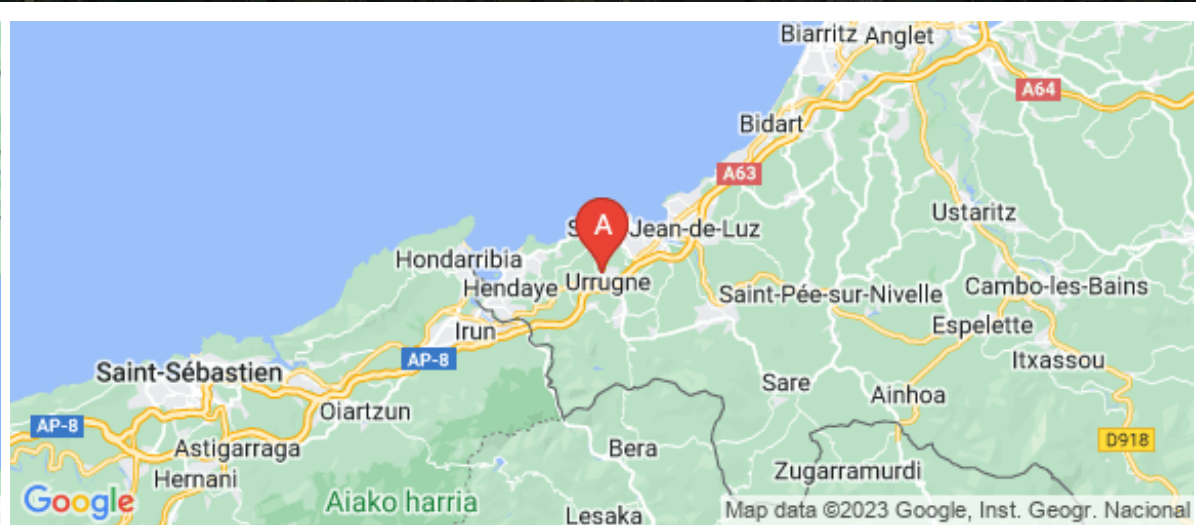 Biarritz Anglet
A64
Bidart
A63
Ustaritz
A
S Jean-de-Luz
Hondarribia
Hendaye
Urrugne
Saint-Pée-sur-Nivelle
Cambo-les-Bains
Irun
Espelette
AP-8
Itxassou
Saint-Sébastien
Sare
Ainhoa
Oiartzun
AP-8
Astigarraga
Bera
D918
Hernani
Zugarramurdi
Google
Aiako harria
Lesaka
Map data ©2023 Google, Inst. Geogr. Nacional